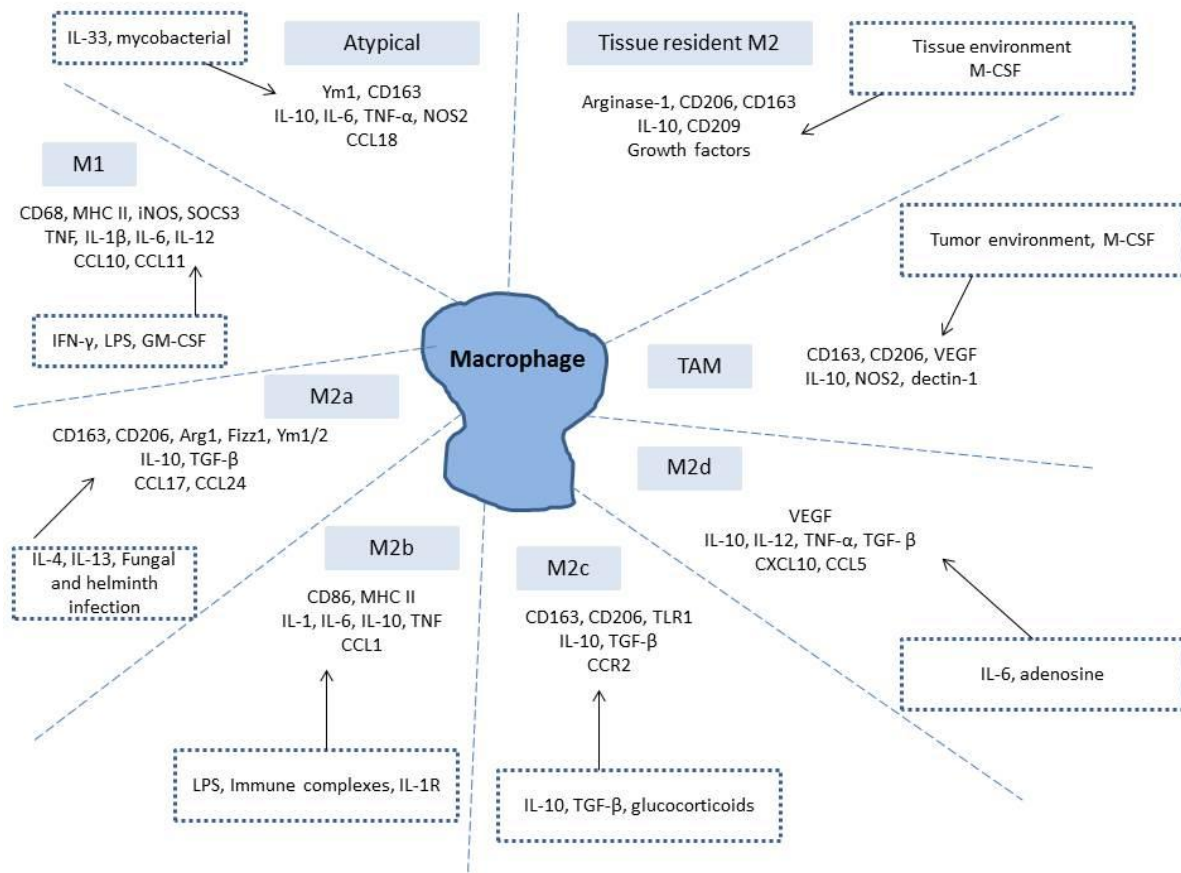 IL-33, mycobacterial
Atypical
Ym1, CD163
IL-10, IL-6, TNF-α, NOS2
CCL18
Tissue resident M2
Tissue environment
M-CSF
Arginase-1, CD206, CD163
IL-10, CD209
Growth factors
M1
CD68, MHC II, iNOS, SOCS3
TNF, IL-1β, IL-6, IL-12
CCL10, CCL11
IFN-γ, LPS, GM-CSF
Tumor environment, M-CSF
TAM
CD163, CD206, VEGF
IL-10, NOS2, dectin-1
Macrophage
M2a
CD163, CD206, Arg1, Fizz1, Ym1/2
IL-10, TGF-β
CCL17, CCL24
IL-4, IL-13, Fungal
and helminth
infection
M2b
CD86, MHC II
IL-1, IL-6, IL-10, TNF
CCL1
LPS, Immune complexes, IL-1R
M2c
CD163, CD206, TLR1
IL-10, TGF-β
CCR2
IL-10, TGF-β, glucocorticoids
M2d
VEGF
IL-10, IL-12, TNF-α, TGF- β
CXCL10, CCL5
IL-6, adenosine